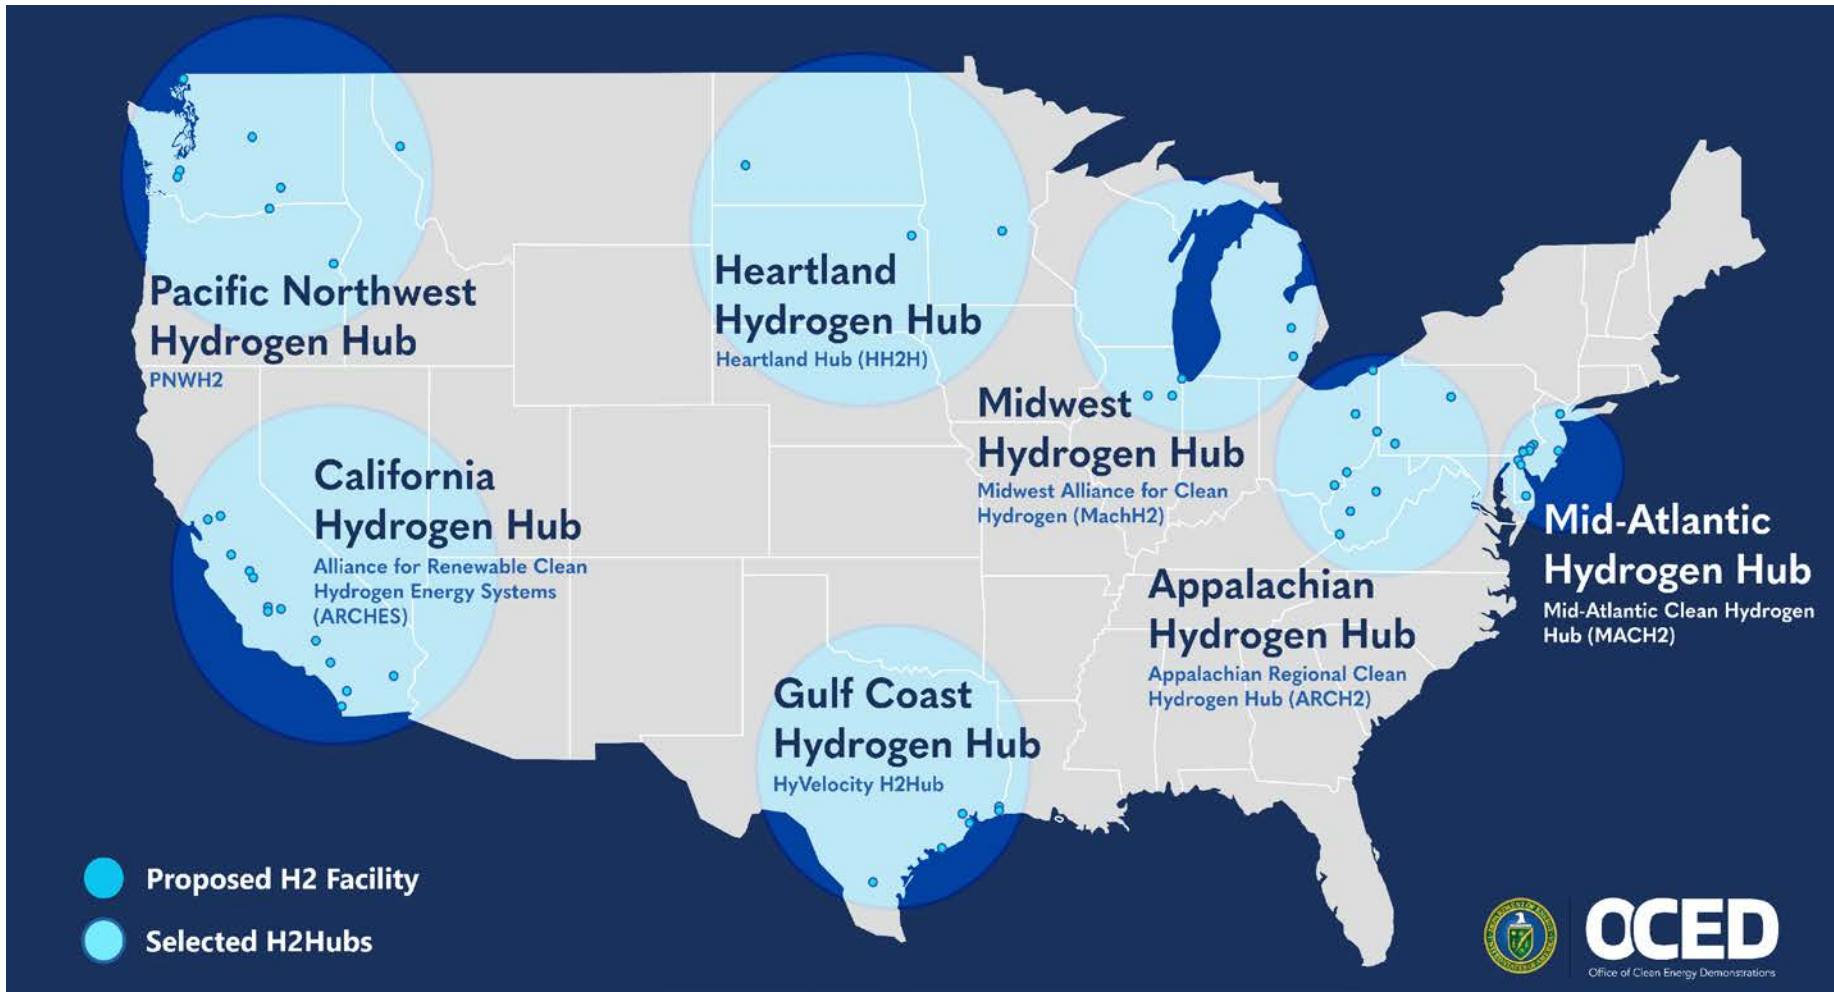 Pacific Northwest
Hydrogen Hub
PNWH2
Heartland
Hydrogen Hub
Heartland Hub (HH2H)
Midwest
Hydrogen Hub
Midwest Alliance for Clean
Hydrogen (MachH2)
California
Hydrogen Hub
Alliance for Renewable Clean
Hydrogen Energy Systems
(ARCHES)
Mid-Atlantic
Hydrogen Hub
Mid-Atlantic Clean Hydrogen
Hub (MACH2)
Appalachian
Hydrogen Hub
Appalachian Regional Clean
Hydrogen Hub (ARCH2)
Gulf Coast
Hydrogen Hub
HyVelocity H2Hub
Proposed H2 Facility
Selected H2Hubs
OCED
Office of Clean Energy Demonstrations